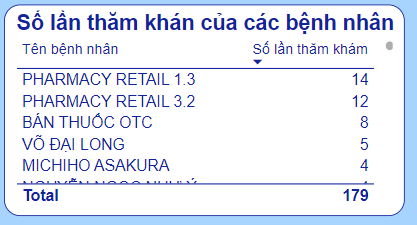 Số lần thăm khán của các bệnh nhân
Tên bệnh nhân Số lần thăm khám
PHARMACY RETAIL 1.3 14
PHARMACY RETAIL 3.2 12
BÁN THUỐC OTC 8
VÕ ĐẠI LONG 5
MICHIHO ASAKURA 4
Total 179